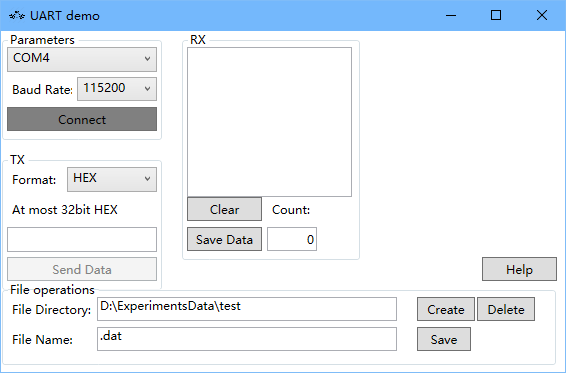 UART demo
Parameters
COM4
Baud Rate: 115200
Connect
TX
Format: HEX
At most 32bit HEX
Send Data
RX
Clear Count:
Save Data 0
Help
File operations
File Directory: D:\ExperimentsData\test Create Delete
File Name: .dat Save